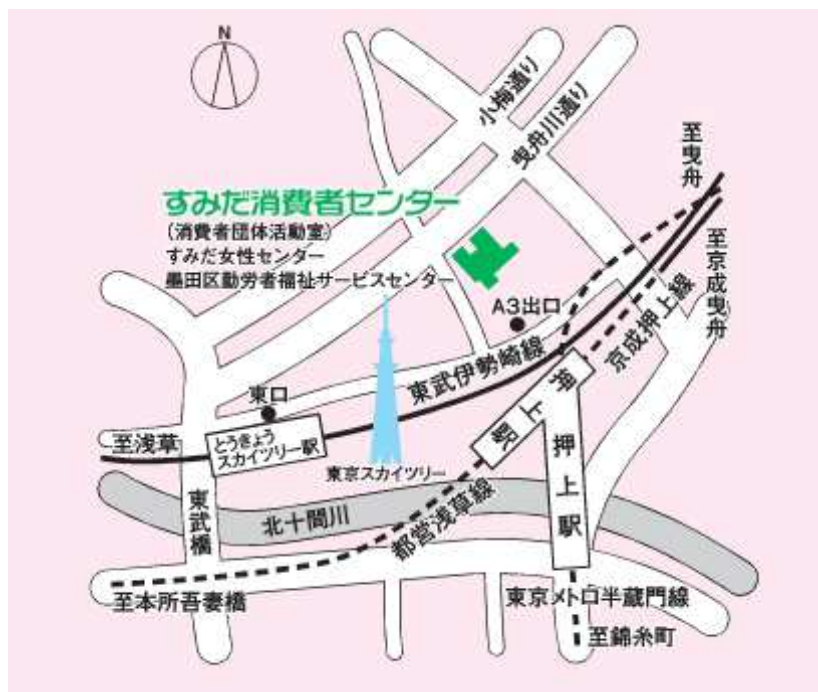 N
小梅通り
曳舟川通り
至曳舟
すみだ消費者センター
（消費者団体活動室）
すみだ女性センター
墨田区勤労者福祉サービスセンター
至京成曳舟
A3出口
京成押上線
東武伊勢崎線
東口
押上駅
至浅草
とうきょう
スカイツリー駅
東京スカイツリー
押上駅
東武橋
北十間川
都営浅草線
至本所吾妻橋
東京メトロ半蔵門線
至錦糸町